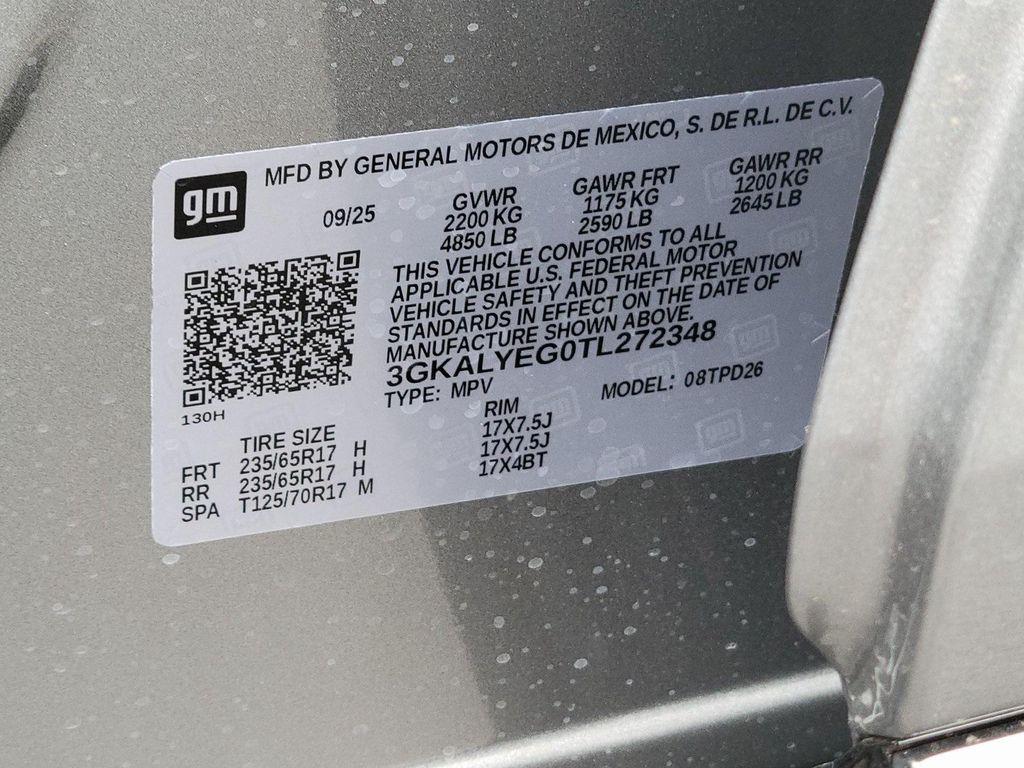 MFD BY GENERAL MOTORS DE MEXICO, S. DE R.L. DE C.V.
gm
09/25
GVWR
2200 KG
4850 LB
GAWR FRT
1175 KG
2590 LB
GAWR RR
1200 KG
2645 LB
THIS VEHICLE CONFORMS TO ALL
APPLICABLE U.S. FEDERAL MOTOR
VEHICLE SAFETY AND THEFT PREVENTION
STANDARDS IN EFFECT ON THE DATE OF
MANUFACTURE SHOWN ABOVE.
3GKALYEG0TL272348
TYPE: MPV MODEL: 08TPD26
130H
TIRE SIZE RIM
FRT 235/65R17 H 17X7.5J
RR 235/65R17 H 17X7.5J
SPA T125/70R17 M 17X4BT